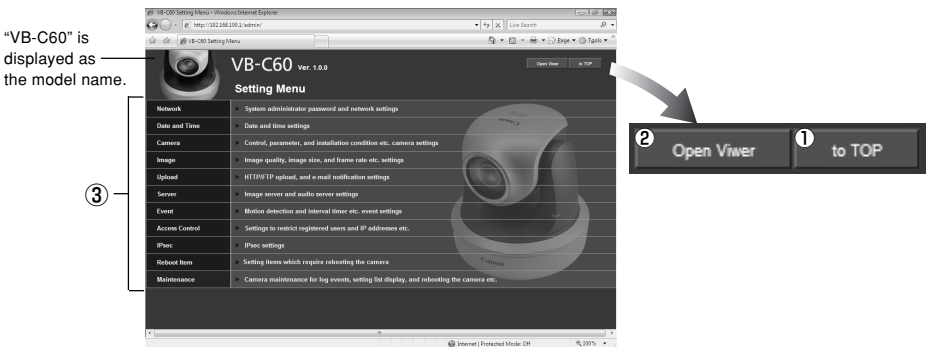 VB-C60 Setting Menu - Windows Internet Explorer
http://192.168.100.1/admin/
Live Search
VB-C60 Setting Menu
Page
Tools
"VB-C60" is
displayed as
the model name.
VB-C60 Ver. 1.0.0
Open Viwer
to TOP
Setting Menu
Network
System administrator password and network settings
Date and Time
Date and time settings
Camera
Control, parameter, and installation condition etc. camera settings
Image
Image quality, image size, and frame rate etc. settings
Upload
HTTP/FTP upload, and e-mail notification settings
Server
Image server and audio server settings
Event
Motion detection and interval timer etc. event settings
Access Control
Settings to restrict registered users and IP addresses etc.
IPsec
IPsec settings
Reboot Item
Setting items which require rebooting the camera
Maintenance
Camera maintenance for log events, setting list display, and rebooting the camera etc.
Canon
Internet | Protected Mode: Off
100%
③
② Open Viwer
① to TOP